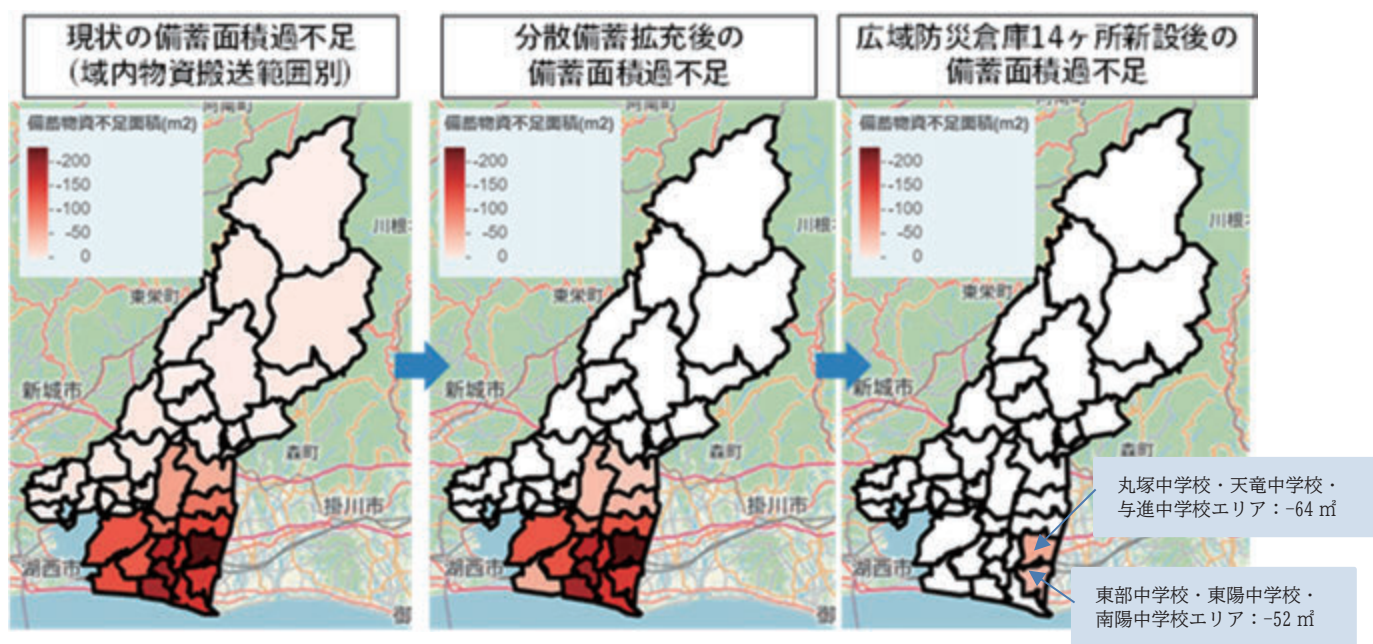 現状の備蓄面積過不足
(域内物資搬送範囲別)
分散備蓄拡充後の
備蓄面積過不足
広域防災倉庫14ヶ所新設後の
備蓄面積過不足
備蓄物資不足面積(m2)
-200
-150
-100
-50
0
川根
東栄町
新城市
森町
掛川市
湖西市
御
備蓄物資不足面積(m2)
-200
-150
-100
-50
0
川根
東栄町
新城市
森町
掛川市
湖西市
御
備蓄物資不足面積(m2)
-200
-150
-100
-50
0
川根
東栄町
新城市
森町
湖西市
丸塚中学校・天竜中学校・
与進中学校エリア：-64 ㎡
東部中学校・東陽中学校・
南陽中学校エリア：-52 ㎡